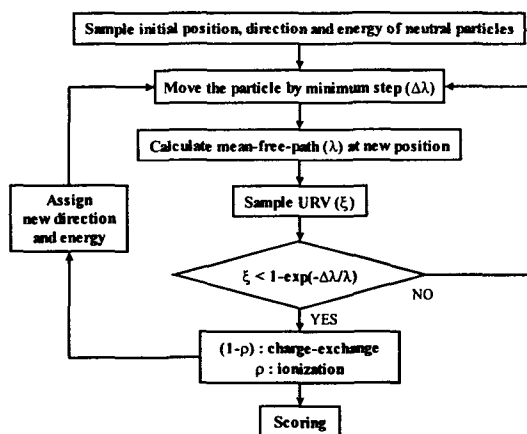 Sample initial position, direction and energy of neutral particles
Move the particle by minimum step (Δλ)
Calculate mean-free-path (λ) at new position
Assign
new direction
and energy
Sample URV (ξ)
ξ < 1-exp(-Δλ/λ)
NO
YES
(1-ρ) : charge-exchange
ρ : ionization
Scoring